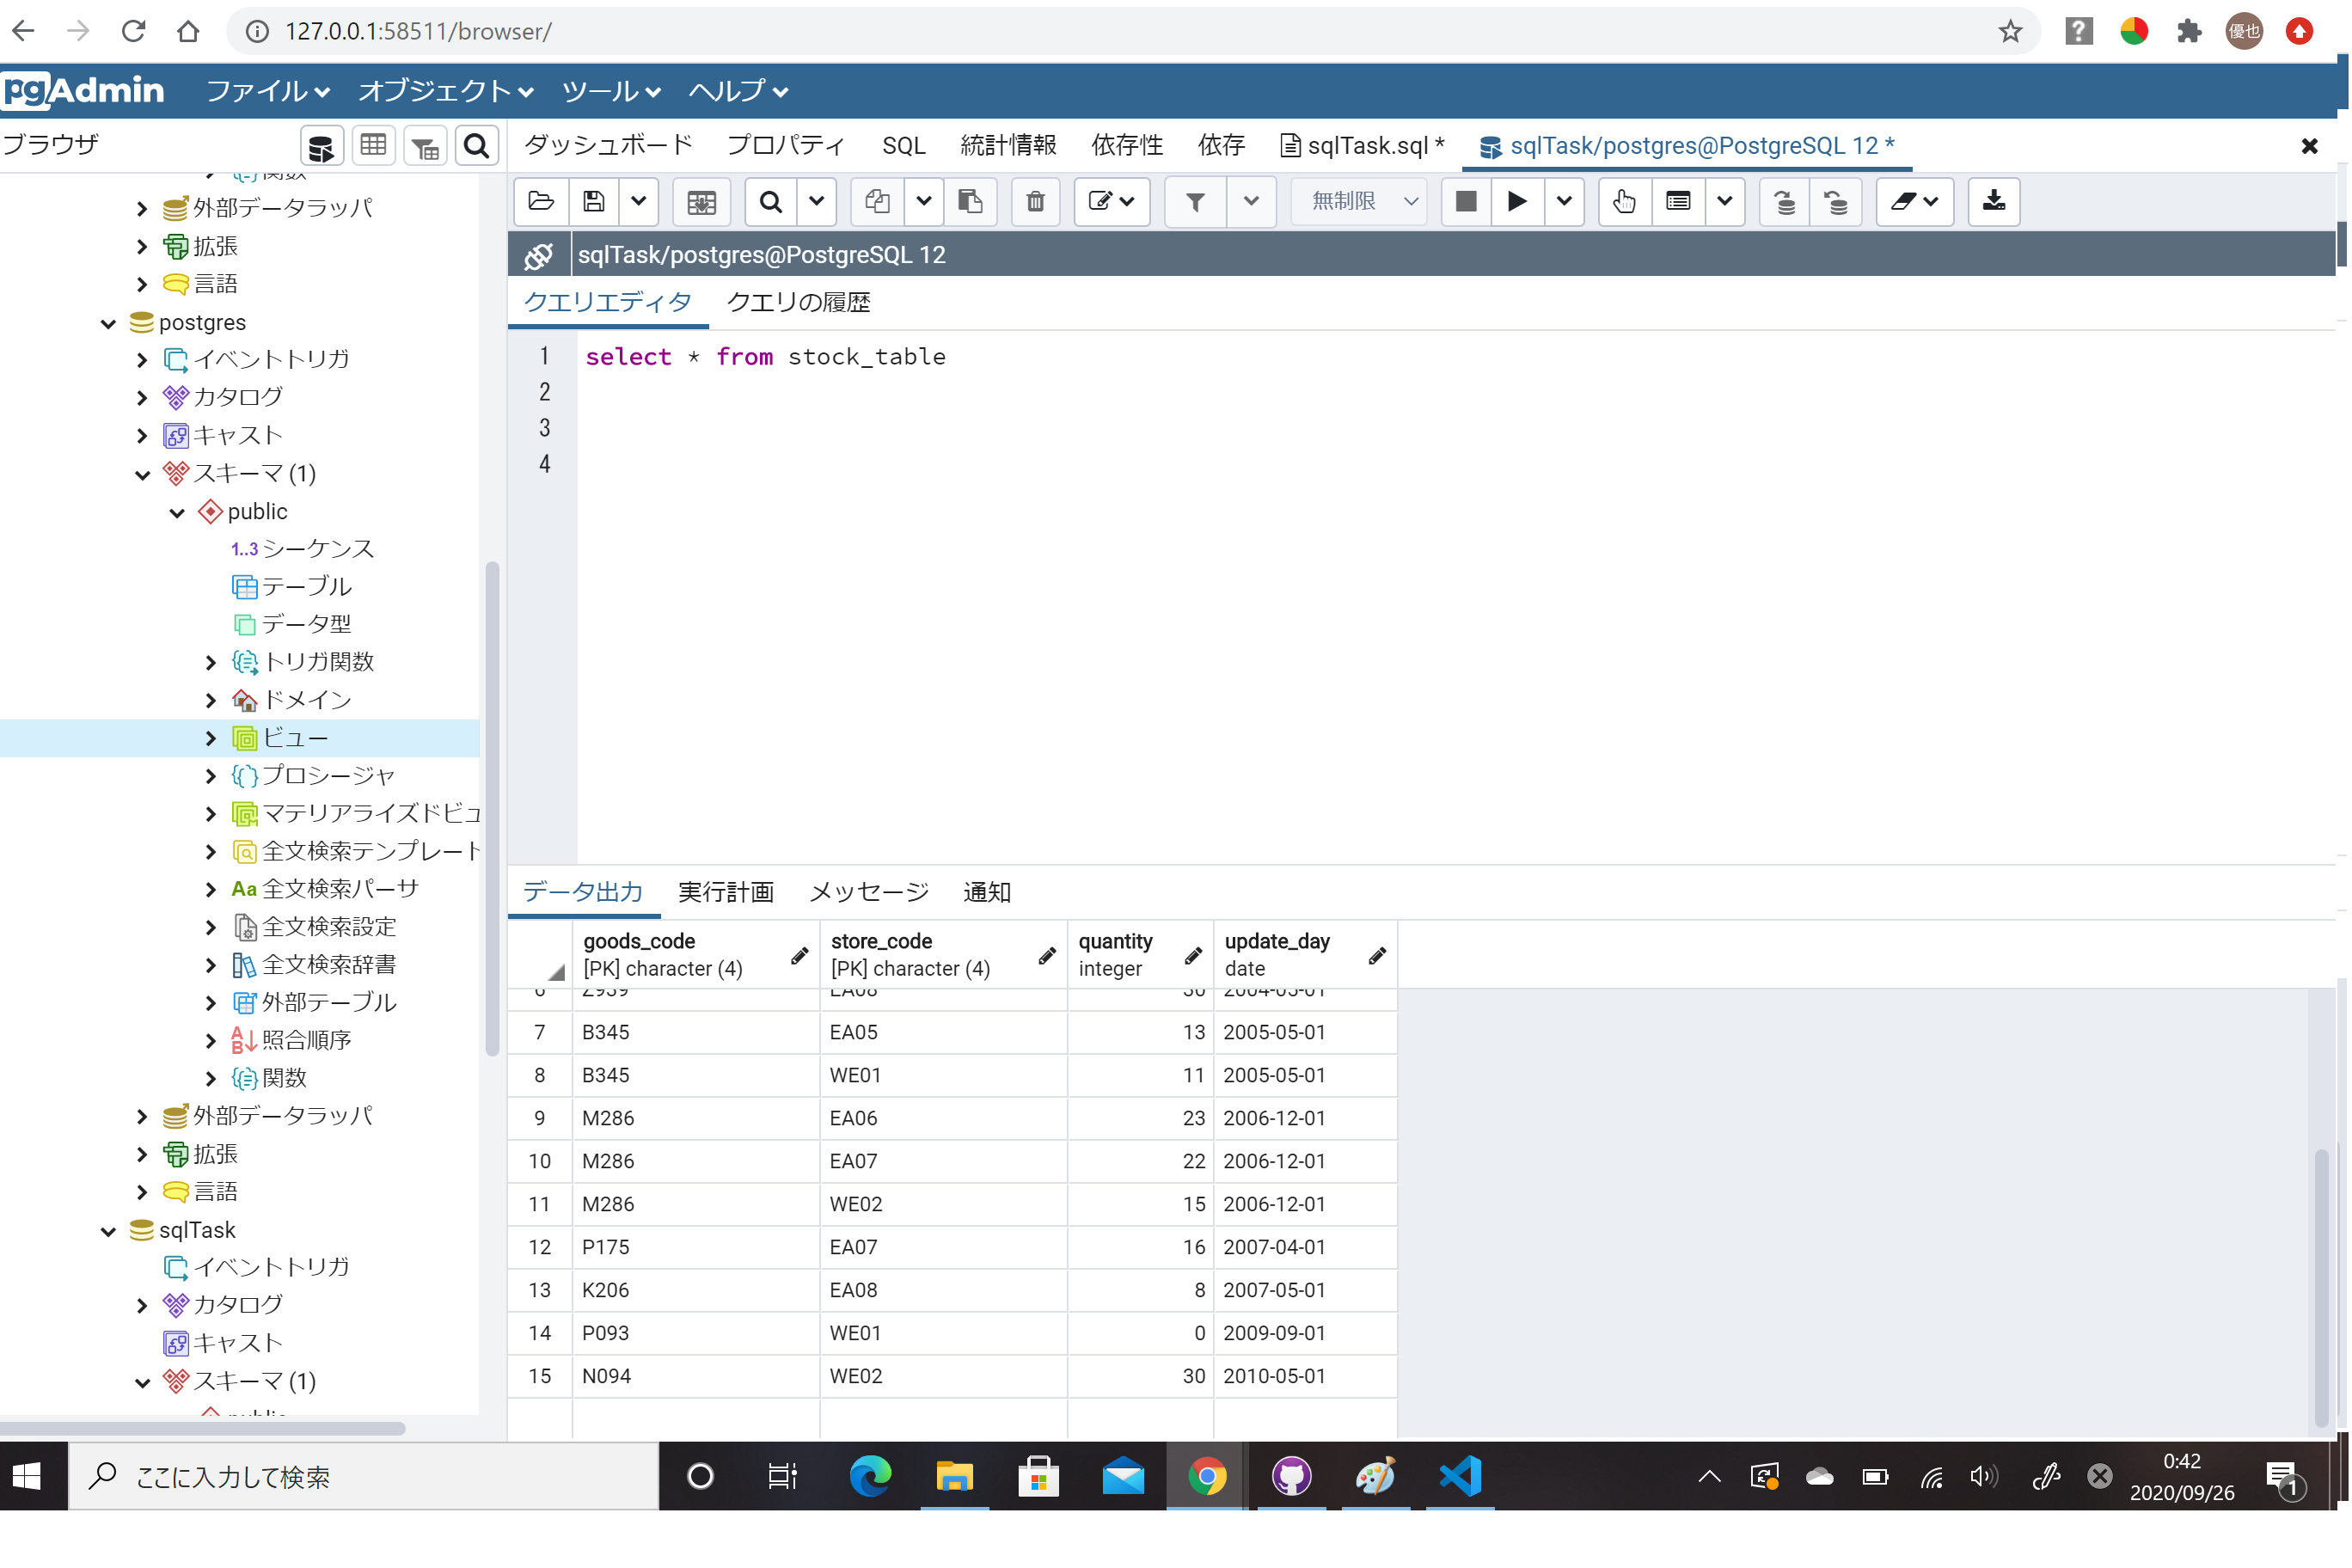 127.0.0.1:58511/browser/
優也
pgAdmin ファイル オブジェクト ツール ヘルプ
ブラウザ
ダッシュボード プロパティ SQL 統計情報 依存性 依存 sqlTask.sql * sqlTask/postgres@PostgreSQL 12 *
無制限
sqlTask/postgres@PostgreSQL 12
クエリエディタ クエリの履歴
1 select * from stock_table
2
3
4
関数
外部データラッパ
拡張
言語
postgres
イベントトリガ
カタログ
キャスト
スキーマ (1)
public
1..3 シーケンス
テーブル
データ型
トリガ関数
ドメイン
ビュー
プロシージャ
マテリアライズドビュ
全文検索テンプレート
Aa 全文検索パーサ
全文検索設定
全文検索辞書
外部テーブル
照合順序
関数
外部データラッパ
拡張
言語
sqlTask
イベントトリガ
カタログ
キャスト
スキーマ (1)
public
データ出力 実行計画 メッセージ 通知
goods_code store_code quantity update_day
[PK] character (4) [PK] character (4) integer date
6 Z939 EA08 30 2004-05-01
7 B345 EA05 13 2005-05-01
8 B345 WE01 11 2005-05-01
9 M286 EA06 23 2006-12-01
10 M286 EA07 22 2006-12-01
11 M286 WE02 15 2006-12-01
12 P175 EA07 16 2007-04-01
13 K206 EA08 8 2007-05-01
14 P093 WE01 0 2009-09-01
15 N094 WE02 30 2010-05-01
ここに入力して検索
0:42
2020/09/26
1